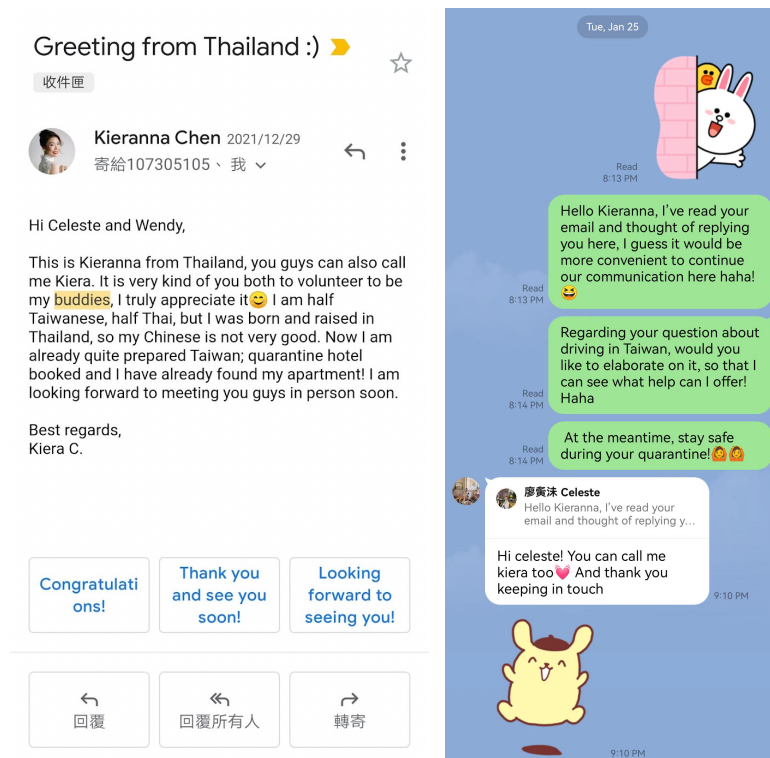 Greeting from Thailand :)
收件匣
Kieranna Chen 2021/12/29
寄給107305105、我
Hi Celeste and Wendy,
This is Kieranna from Thailand, you guys can also call
me Kiera. It is very kind of you both to volunteer to be
my buddies, I truly appreciate it😊 I am half
Taiwanese, half Thai, but I was born and raised in
Thailand, so my Chinese is not very good. Now I am
already quite prepared Taiwan; quarantine hotel
booked and I have already found my apartment! I am
looking forward to meeting you guys in person soon.
Best regards,
Kiera C.
Congratulati
ons!
Thank you
and see you
soon!
Looking
forward to
seeing you!
回覆
回覆所有人
轉寄
Tue, Jan 25
Read
8:13 PM
Hello Kieranna, I've read your
email and thought of replying
you here, I guess it would be
more convenient to continue
our communication here haha!
😆
Read
8:13 PM
Regarding your question about
driving in Taiwan, would you
like to elaborate on it, so that I
can see what help can I offer!
Haha
Read
8:14 PM
At the meantime, stay safe
during your quarantine!🙆🙆
Read
8:14 PM
Celeste
Hello Kieranna, I've read your
email and thought of replying y...
Hi celeste! You can call me
kiera too💓 And thank you
keeping in touch
9:10 PM
9:10 PM